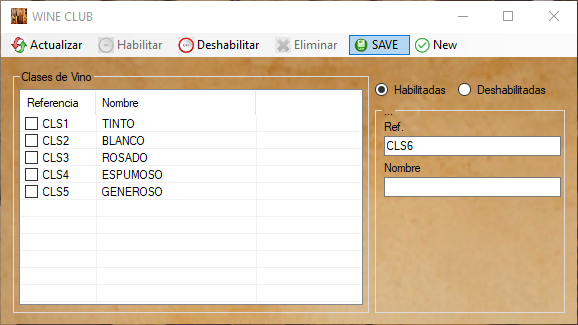 WINE CLUB
Actualizar Habilitar Deshabilitar Eliminar SAVE New
Clases de Vino
Habilitadas Deshabilitadas
Referencia Nombre
...
CLS1 TINTO
Ref.
CLS2 BLANCO
CLS6
CLS3 ROSADO
Nombre
CLS4 ESPUMOSO
CLS5 GENEROSO